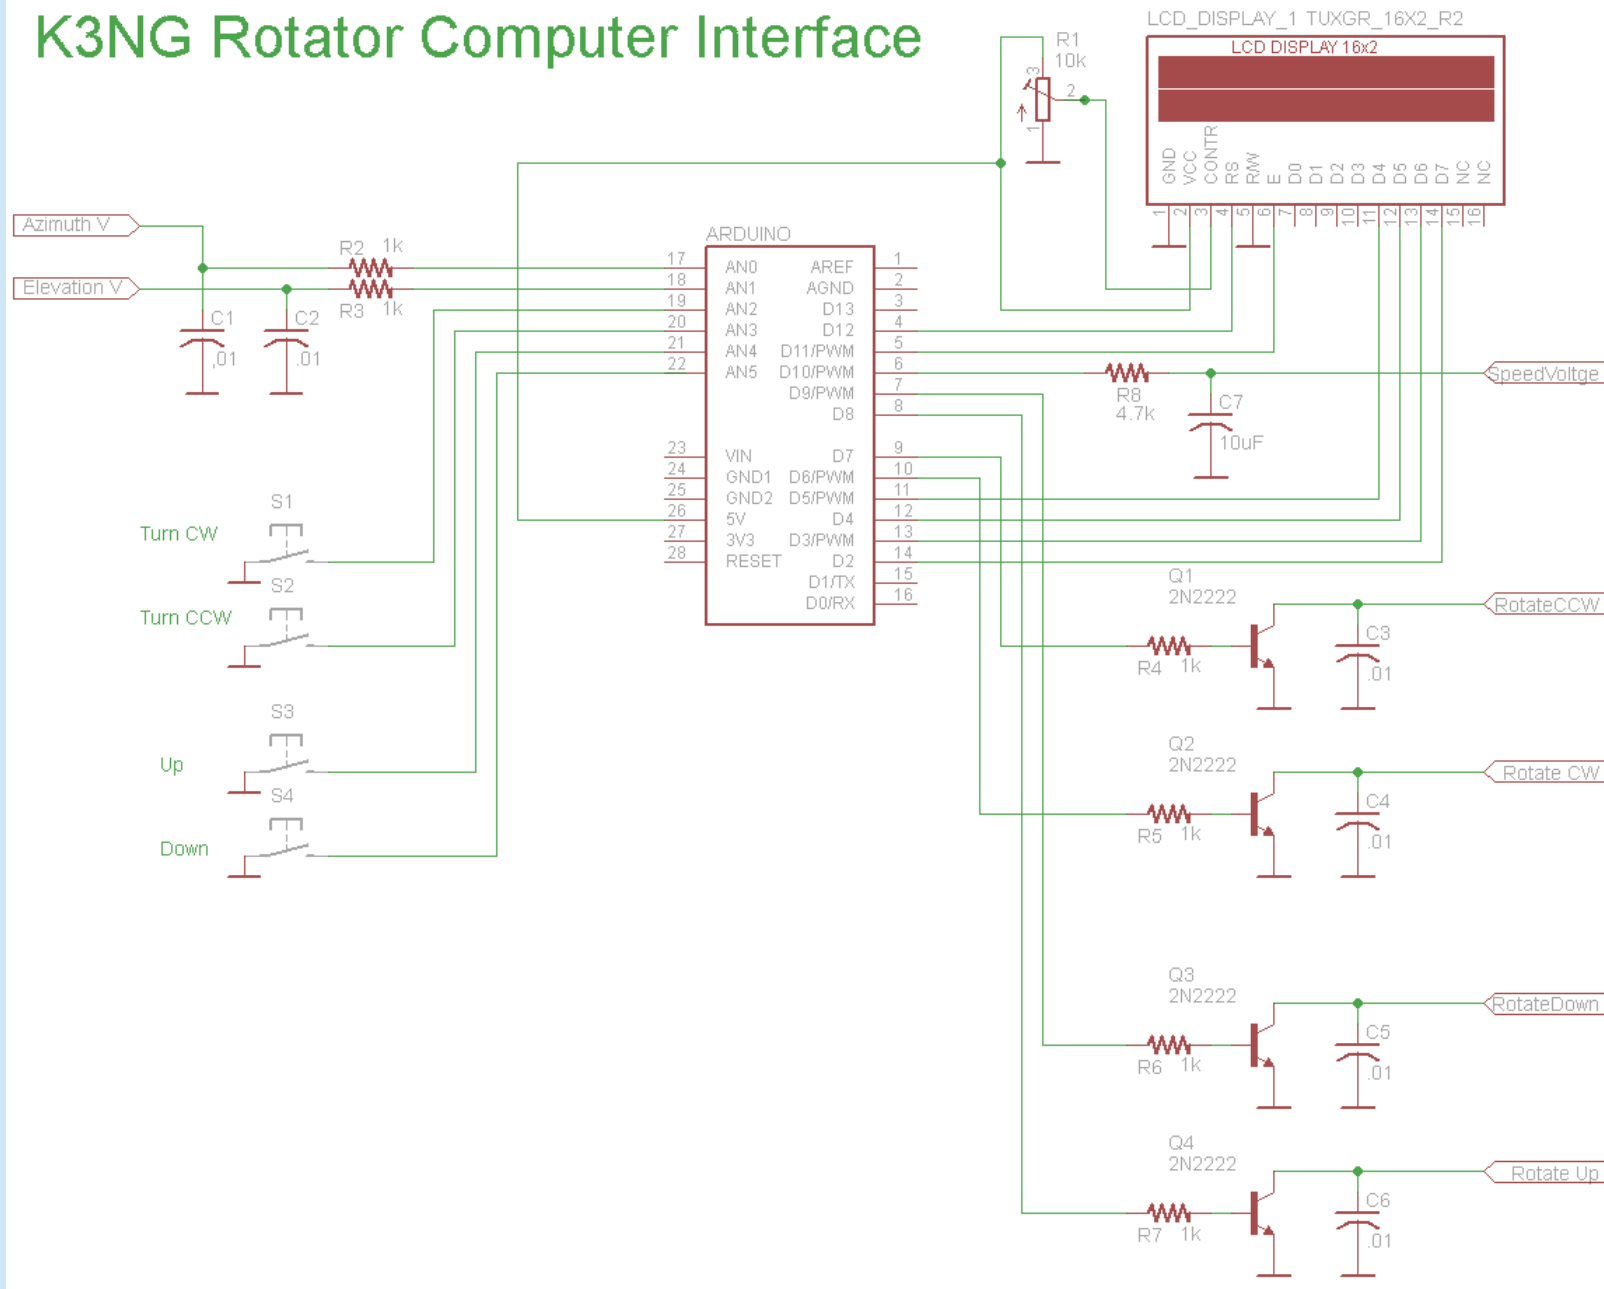 K3NG Rotator Computer Interface
LCD_DISPLAY_1 TUXGR_16X2_R2
LCD DISPLAY 16x2
GND VCC CONTR RS R/W E D0 D1 D2 D3 D4 D5 D6 D7 NC NC
1 2 3 4 5 6 7 8 9 10 11 12 13 14 15 16
R1
10k
3
2
1
Azimuth V
Elevation V
R2 1k
R3 1k
C1
,01
C2
.01
ARDUINO
17 AN0 AREF 1
18 AN1 AGND 2
19 AN2 D13 3
20 AN3 D12 4
21 AN4 D11/PWM 5
22 AN5 D10/PWM 6
D9/PWM 7
D8 8
23 VIN D7 9
24 GND1 D6/PWM 10
25 GND2 D5/PWM 11
26 5V D4 12
27 3V3 D3/PWM 13
28 RESET D2 14
D1/TX 15
D0/RX 16
SpeedVoltge
R8
4.7k
C7
10uF
S1
Turn CW
S2
Turn CCW
S3
Up
S4
Down
Q1
2N2222
RotateCCW
R4 1k
C3
.01
Q2
2N2222
Rotate CW
R5 1k
C4
.01
Q3
2N2222
RotateDown
R6 1k
C5
.01
Q4
2N2222
Rotate Up
R7 1k
C6
.01